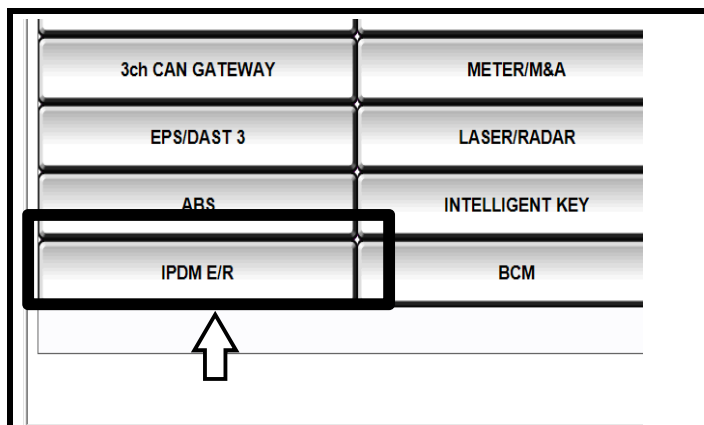 3ch CAN GATEWAY METER/M&A
EPS/DAST 3 LASER/RADAR
ABS INTELLIGENT KEY
IPDM E/R BCM